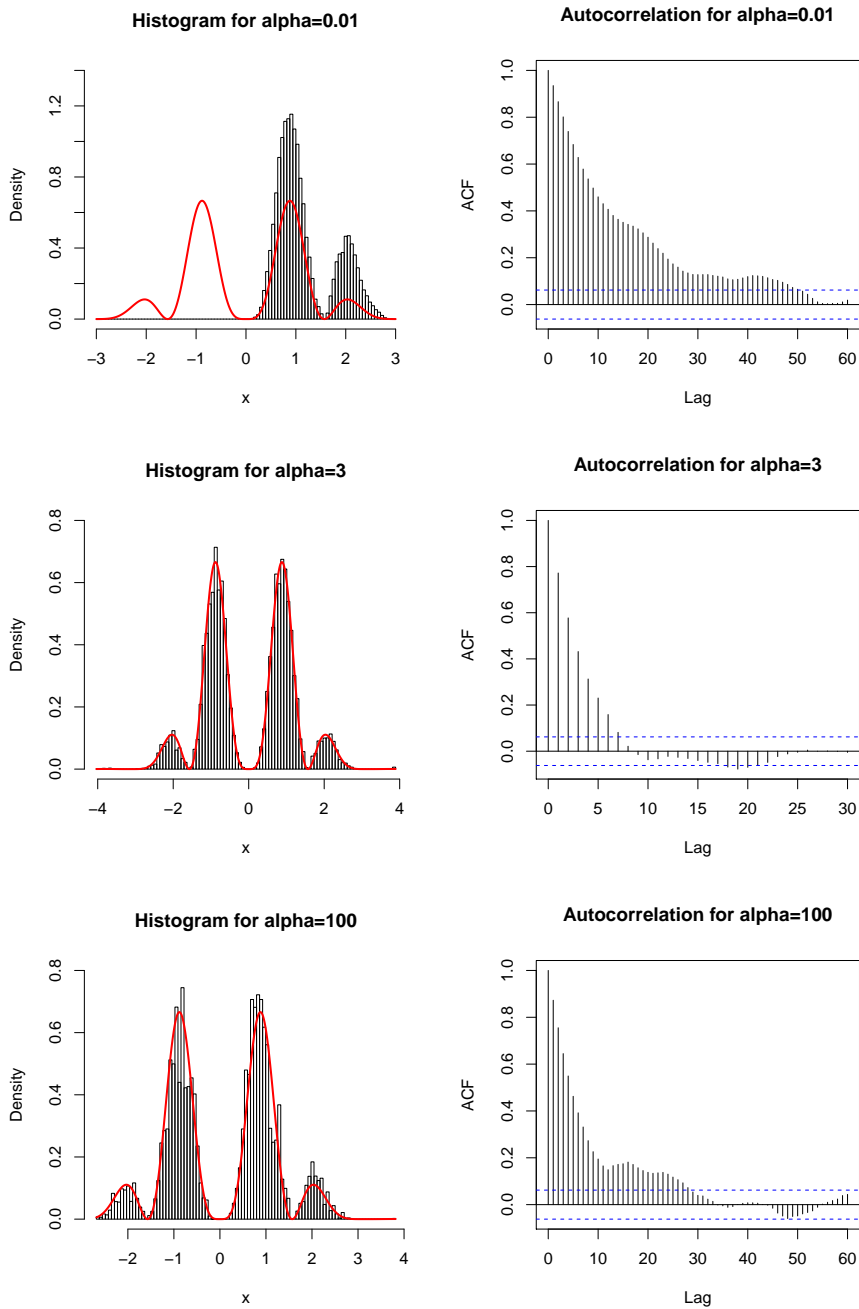 Histogram for alpha=0.01
Density
0.0 0.4 0.8 1.2
−3 −2 −1 0 1 2 3
x
Autocorrelation for alpha=0.01
ACF
0.0 0.2 0.4 0.6 0.8 1.0
0 10 20 30 40 50 60
Lag
Histogram for alpha=3
Density
0.0 0.2 0.4 0.6 0.8
−4 −2 0 2 4
x
Autocorrelation for alpha=3
ACF
0.0 0.2 0.4 0.6 0.8 1.0
0 5 10 15 20 25 30
Lag
Histogram for alpha=100
Density
0.0 0.2 0.4 0.6 0.8
−2 −1 0 1 2 3 4
x
Autocorrelation for alpha=100
ACF
0.0 0.2 0.4 0.6 0.8 1.0
0 10 20 30 40 50 60
Lag